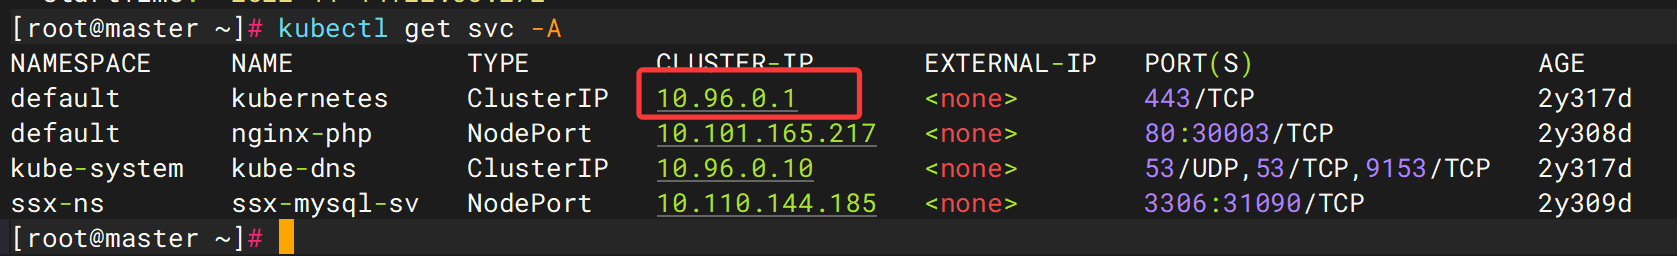 [root@master ~]# kubectl get svc -A
NAMESPACE NAME TYPE CLUSTER-IP EXTERNAL-IP PORT(S) AGE
default kubernetes ClusterIP 10.96.0.1 <none> 443/TCP 2y317d
default nginx-php NodePort 10.101.165.217 <none> 80:30003/TCP 2y308d
kube-system kube-dns ClusterIP 10.96.0.10 <none> 53/UDP,53/TCP,9153/TCP 2y317d
ssx-ns ssx-mysql-sv NodePort 10.110.144.185 <none> 3306:31090/TCP 2y309d
[root@master ~]#